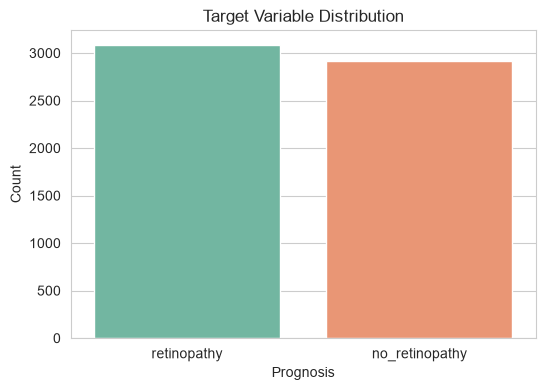 Target Variable Distribution
3000
2500
2000
1500
1000
500
0
Count
retinopathy no_retinopathy
Prognosis